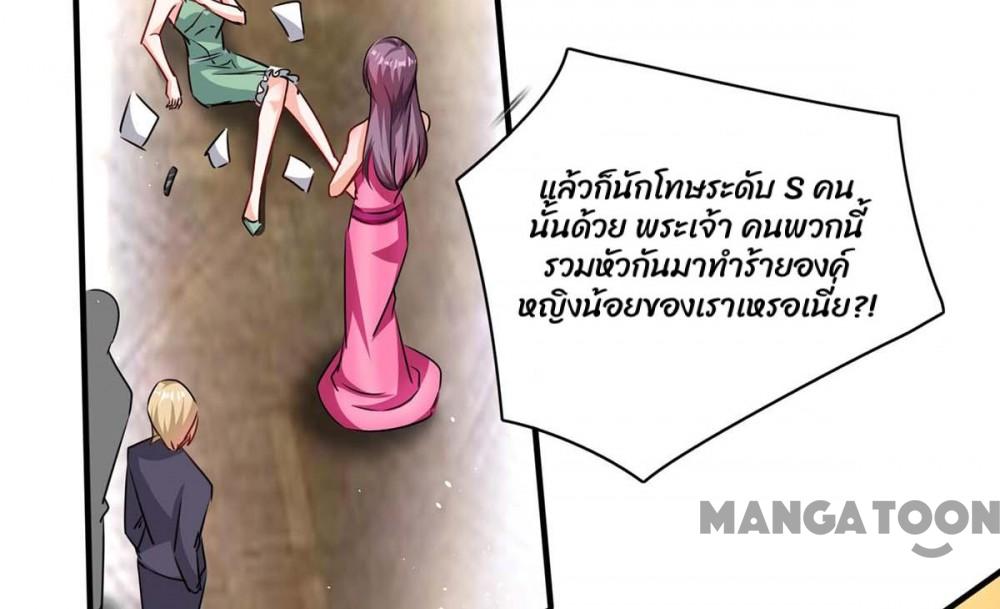 แล้วก็นักโทษระดับ S คน
นั้นด้วย พระเจ้า คนพวกนี้
รวมหัวกันมาทำร้ายองค์
หญิงน้อยของเราเหรอเนี่ย?!
MANGATOON